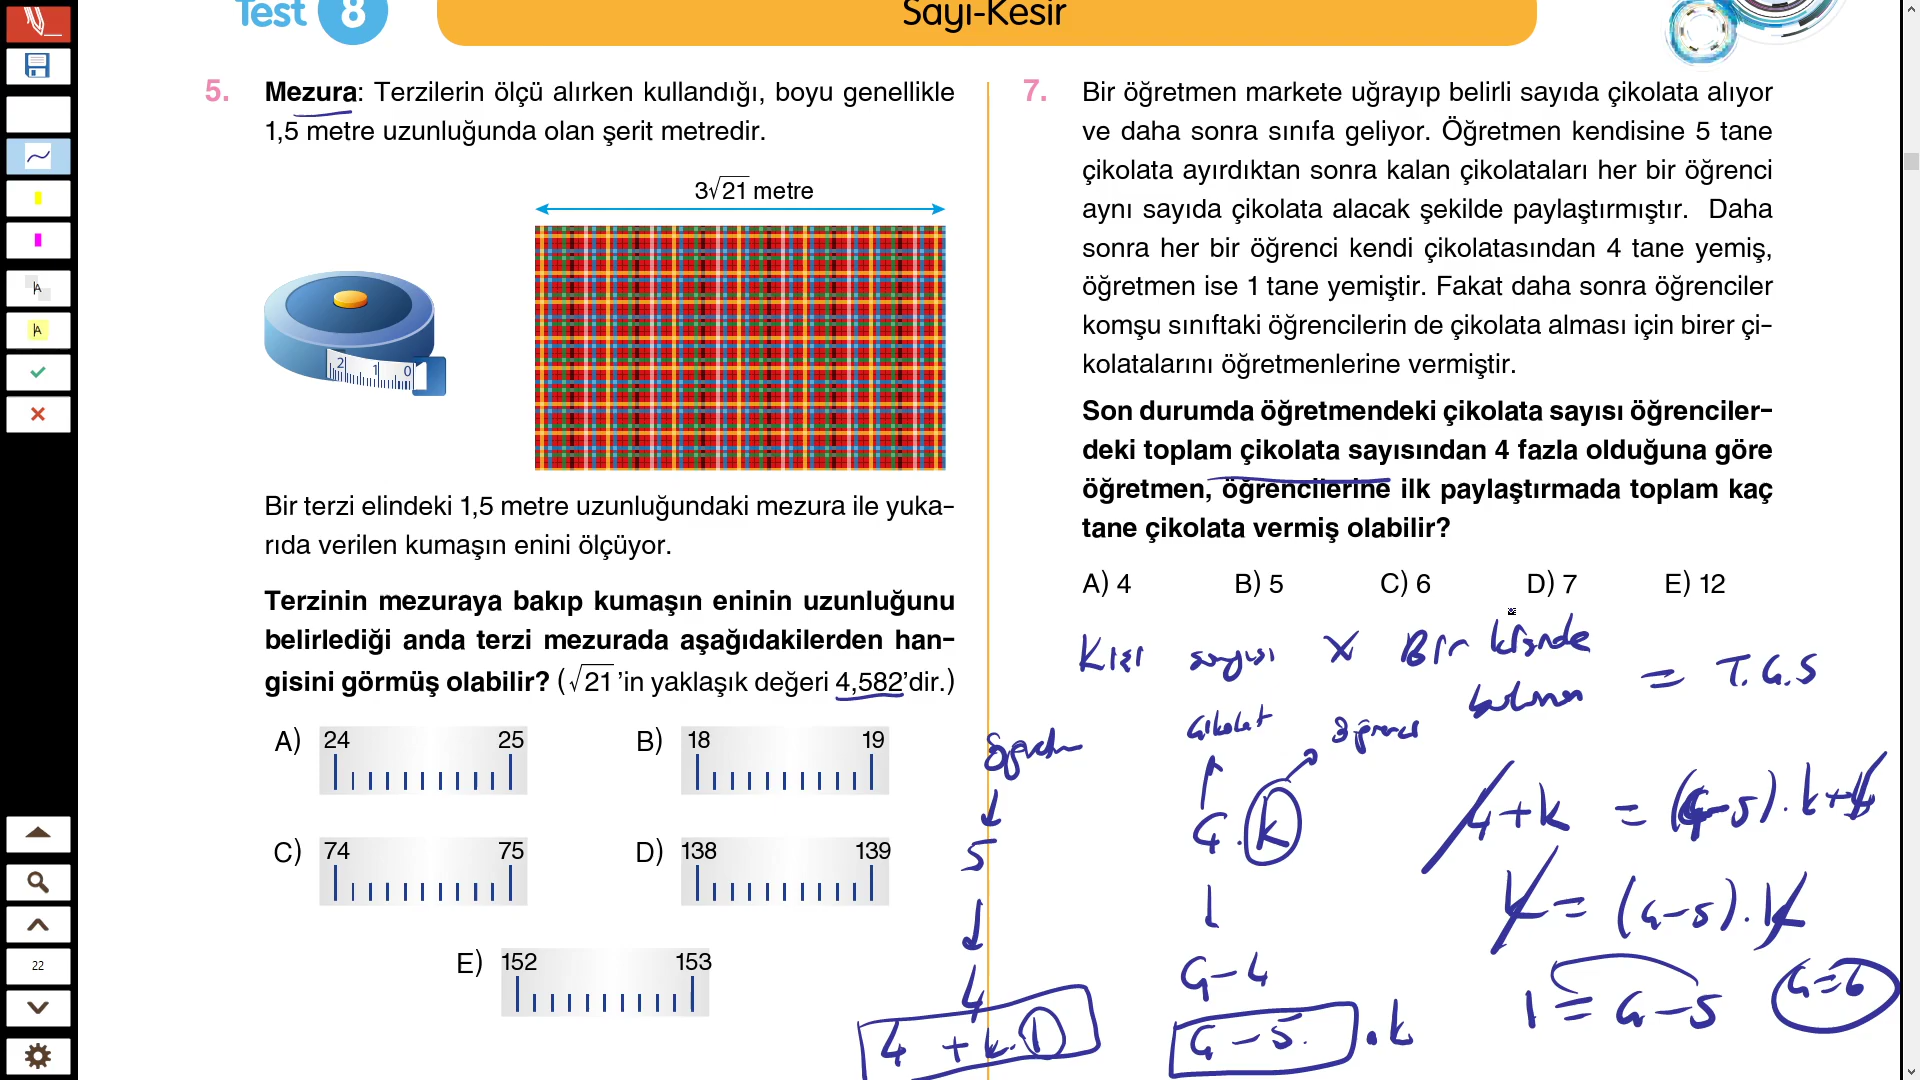 Test 8
Sayı-Kesir
5. Mezura: Terzilerin ölçü alırken kullandığı, boyu genellikle
1,5 metre uzunluğunda olan şerit metredir.
3√21 metre
2 1 0
Bir terzi elindeki 1,5 metre uzunluğundaki mezura ile yuka-
rıda verilen kumaşın enini ölçüyor.
Terzinin mezuraya bakıp kumaşın eninin uzunluğunu
belirlediği anda terzi mezurada aşağıdakilerden han-
gisini görmüş olabilir? (√21 'in yaklaşık değeri 4,582'dir.)
A) 24 25
B) 18 19
C) 74 75
D) 138 139
E) 152 153
7. Bir öğretmen markete uğrayıp belirli sayıda çikolata alıyor
ve daha sonra sınıfa geliyor. Öğretmen kendisine 5 tane
çikolata ayırdıktan sonra kalan çikolataları her bir öğrenci
aynı sayıda çikolata alacak şekilde paylaştırmıştır. Daha
sonra her bir öğrenci kendi çikolatasından 4 tane yemiş,
öğretmen ise 1 tane yemiştir. Fakat daha sonra öğrenciler
komşu sınıftaki öğrencilerin de çikolata alması için birer çi-
kolatalarını öğretmenlerine vermiştir.
Son durumda öğretmendeki çikolata sayısı öğrenciler-
deki toplam çikolata sayısından 4 fazla olduğuna göre
öğretmen, öğrencilerine ilk paylaştırmada toplam kaç
tane çikolata vermiş olabilir?
A) 4 B) 5 C) 6 D) 7 E) 12
Kişi sayısı X Bir kişide
bulunan = T.Ç.S
çikolat
Ç.k
5
Ç-4
4
4 + k.1
Ç-5 .k
4+k = (Ç-5).k+4
k = (Ç-5).k
1 = Ç-5
Ç=6
22